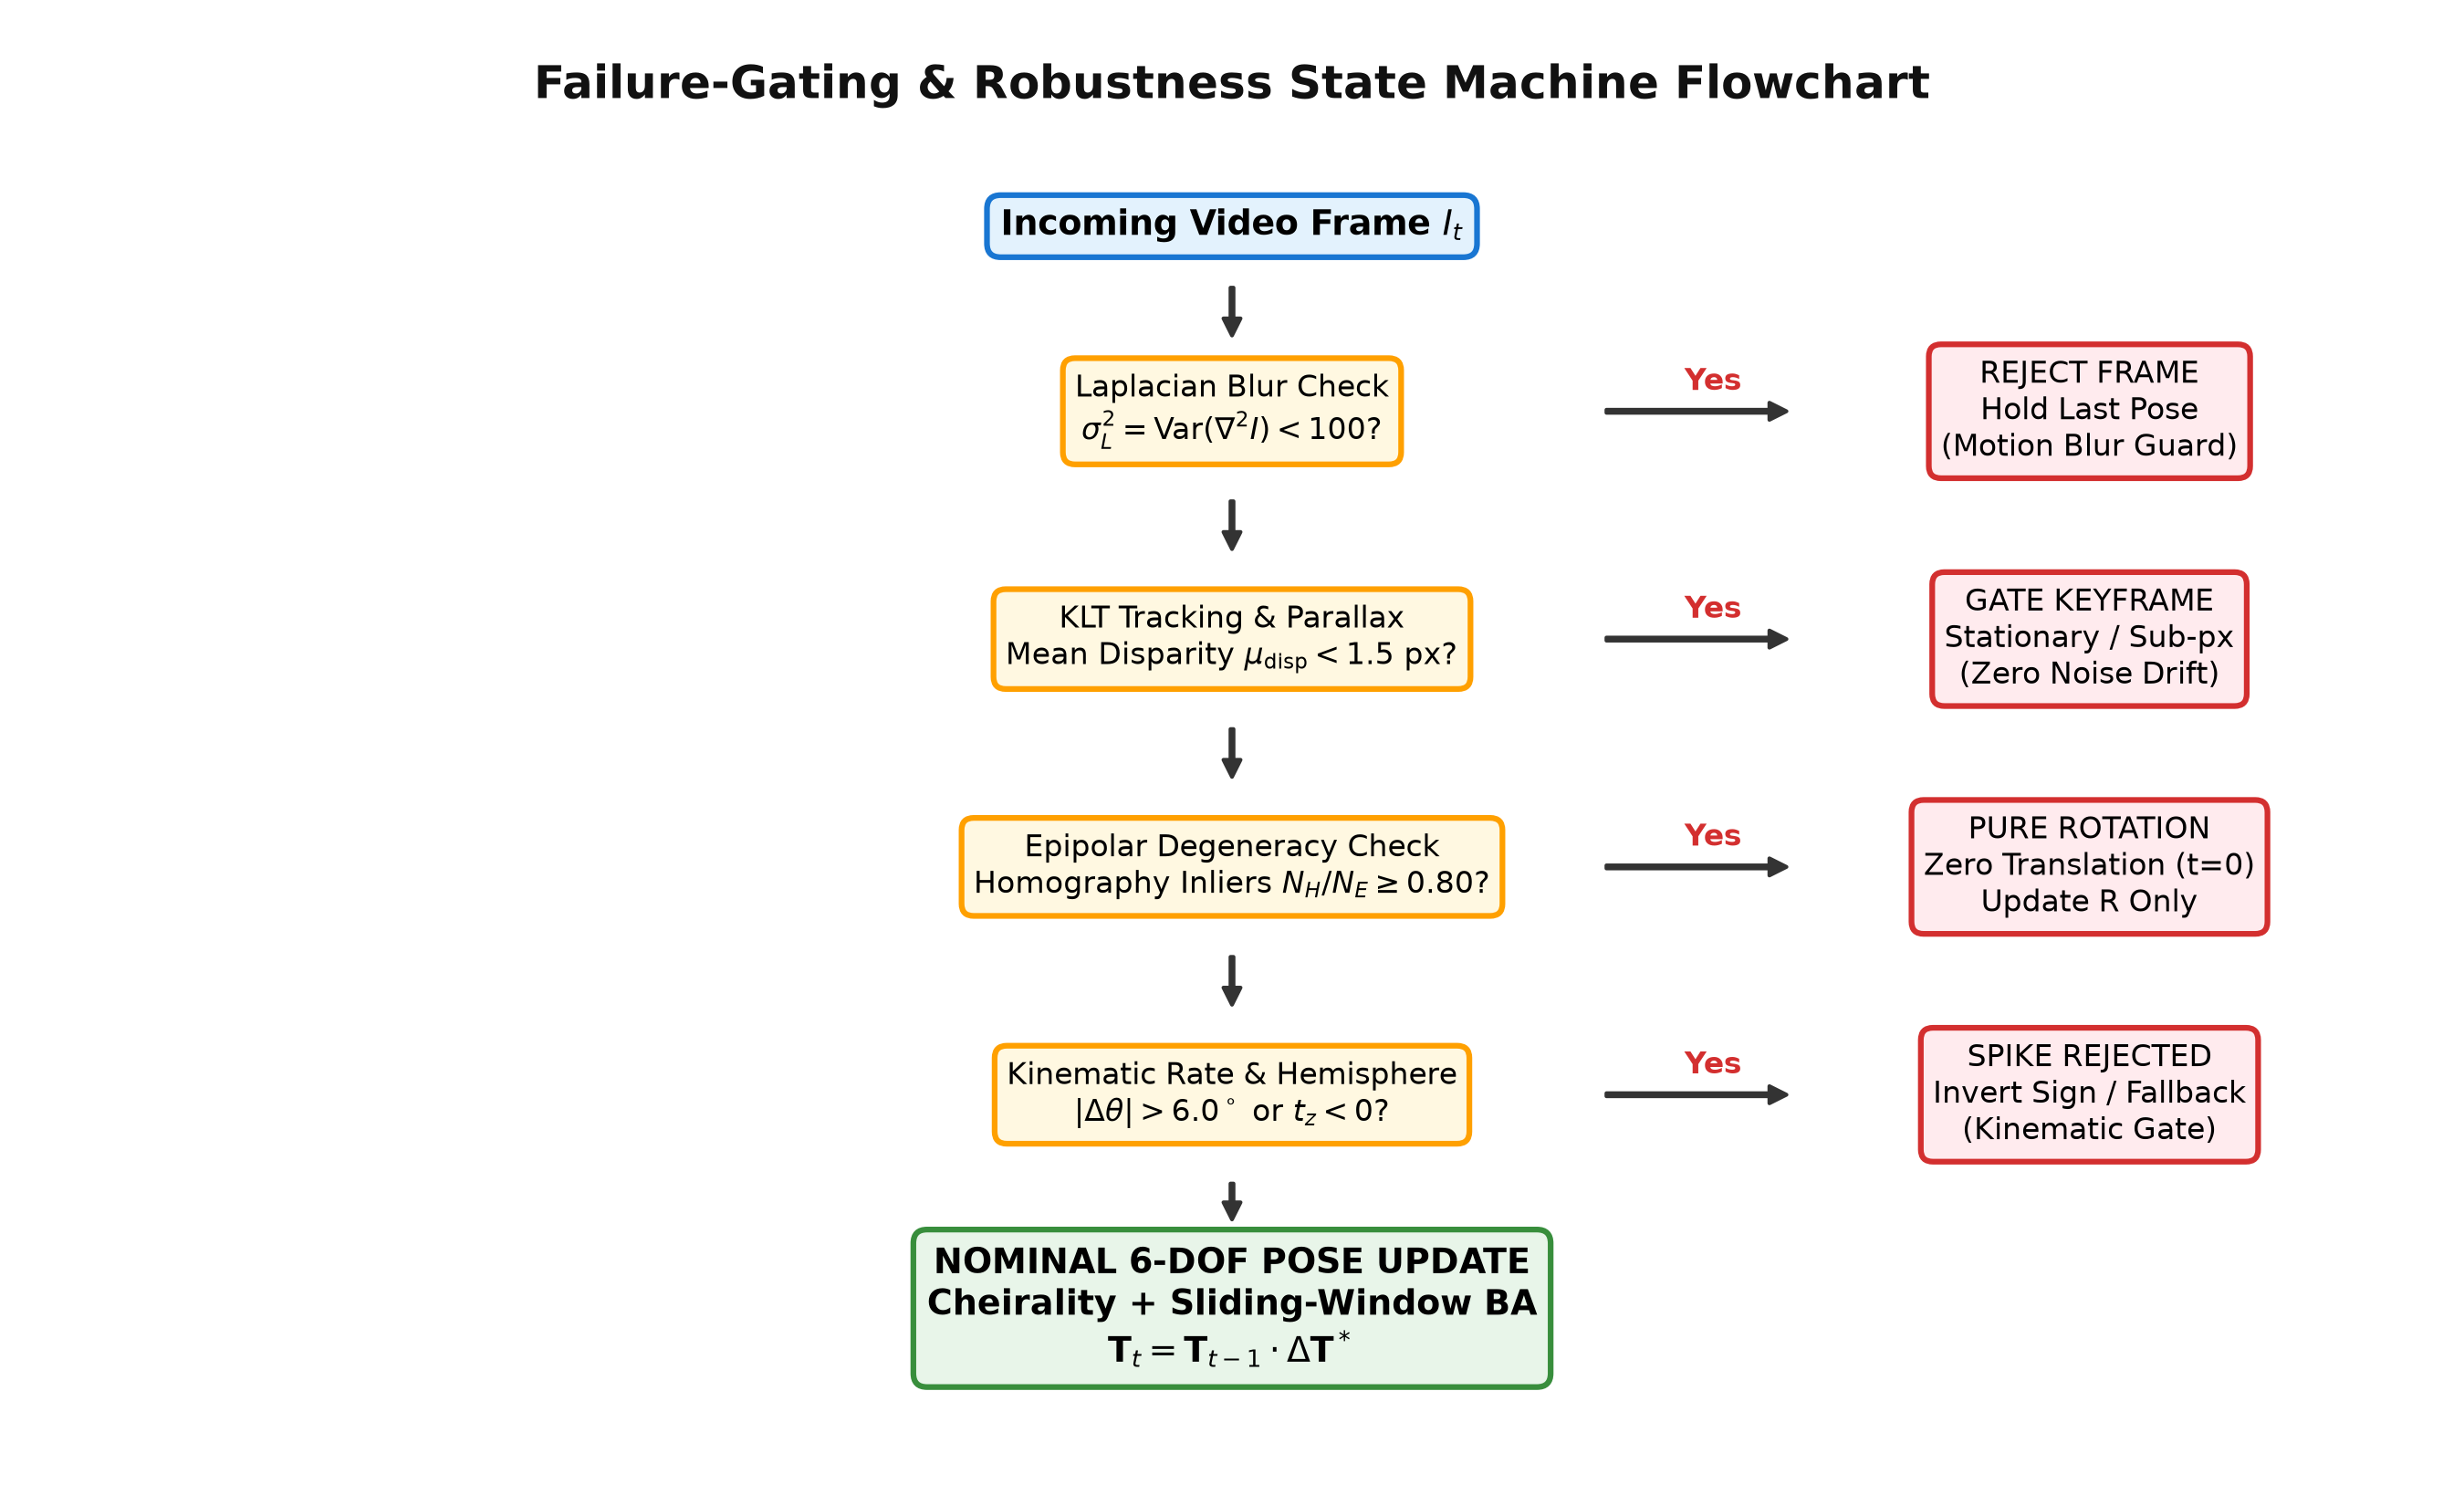 Failure-Gating & Robustness State Machine Flowchart
Incoming Video Frame I_t
Laplacian Blur Check
σ_L^2 = Var(∇^2 I) < 100?
Yes
REJECT FRAME
Hold Last Pose
(Motion Blur Guard)
KLT Tracking & Parallax
Mean Disparity μ_disp < 1.5 px?
Yes
GATE KEYFRAME
Stationary / Sub-px
(Zero Noise Drift)
Epipolar Degeneracy Check
Homography Inliers N_H/N_E ≥ 0.80?
Yes
PURE ROTATION
Zero Translation (t=0)
Update R Only
Kinematic Rate & Hemisphere
|Δθ| > 6.0° or t_z < 0?
Yes
SPIKE REJECTED
Invert Sign / Fallback
(Kinematic Gate)
NOMINAL 6-DOF POSE UPDATE
Cheirality + Sliding-Window BA
T_t = T_{t−1} · ΔT^*